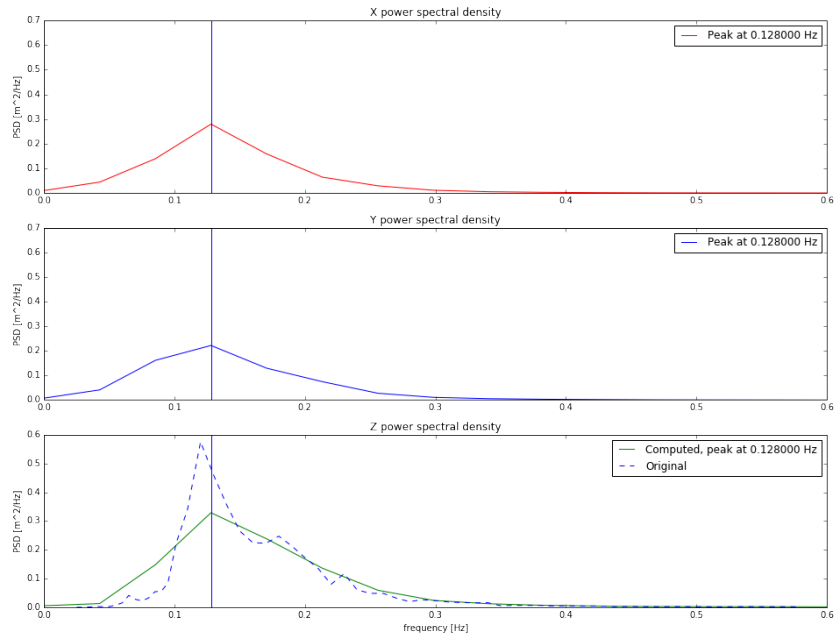 X power spectral density
Peak at 0.128000 Hz
PSD [m^2/Hz]
0.7
0.6
0.5
0.4
0.3
0.2
0.1
0.0
0.0 0.1 0.2 0.3 0.4 0.5 0.6
Y power spectral density
Peak at 0.128000 Hz
PSD [m^2/Hz]
0.7
0.6
0.5
0.4
0.3
0.2
0.1
0.0
0.0 0.1 0.2 0.3 0.4 0.5 0.6
Z power spectral density
Computed, peak at 0.128000 Hz
Original
PSD [m^2/Hz]
0.6
0.5
0.4
0.3
0.2
0.1
0.0
0.0 0.1 0.2 0.3 0.4 0.5 0.6
frequency [Hz]